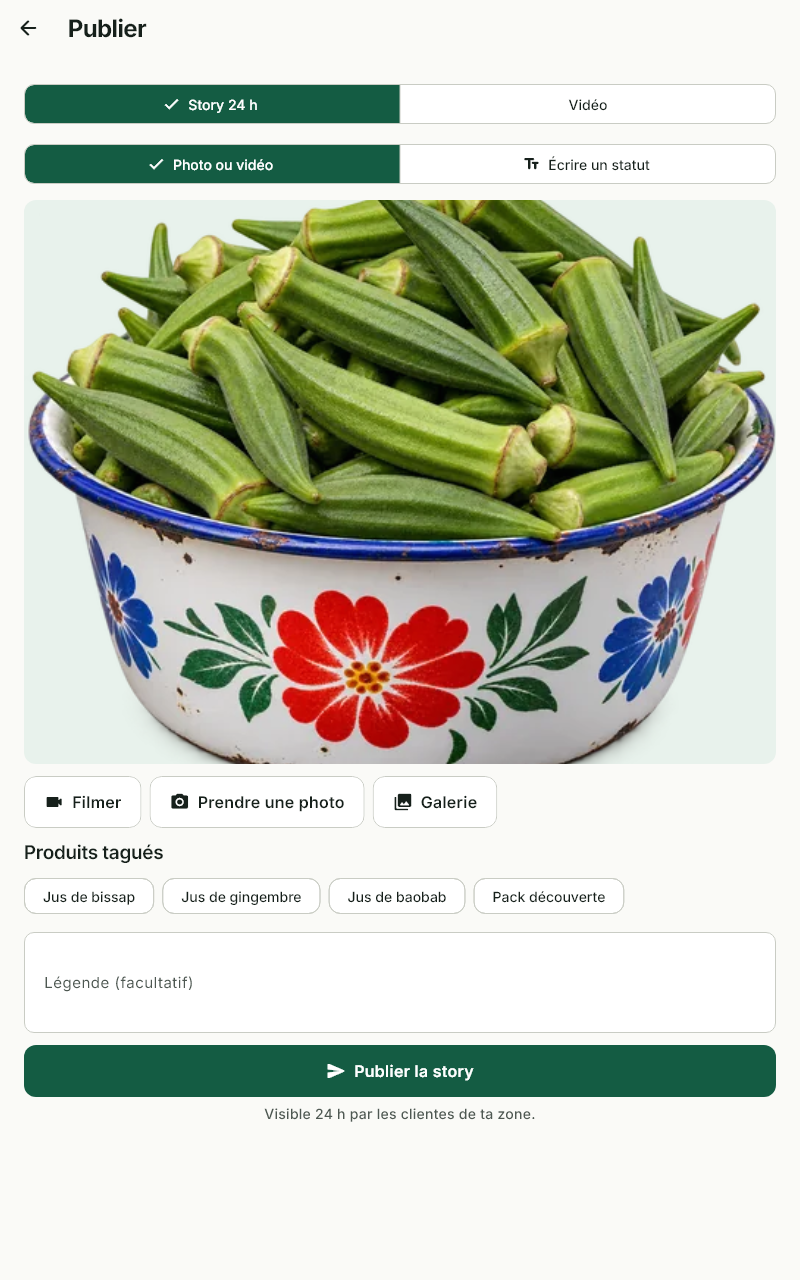 Publier
Story 24 h
Vidéo
Photo ou vidéo
Écrire un statut
Filmer
Prendre une photo
Galerie
Produits tagués
Jus de bissap
Jus de gingembre
Jus de baobab
Pack découverte
Légende (facultatif)
Publier la story
Visible 24 h par les clientes de ta zone.